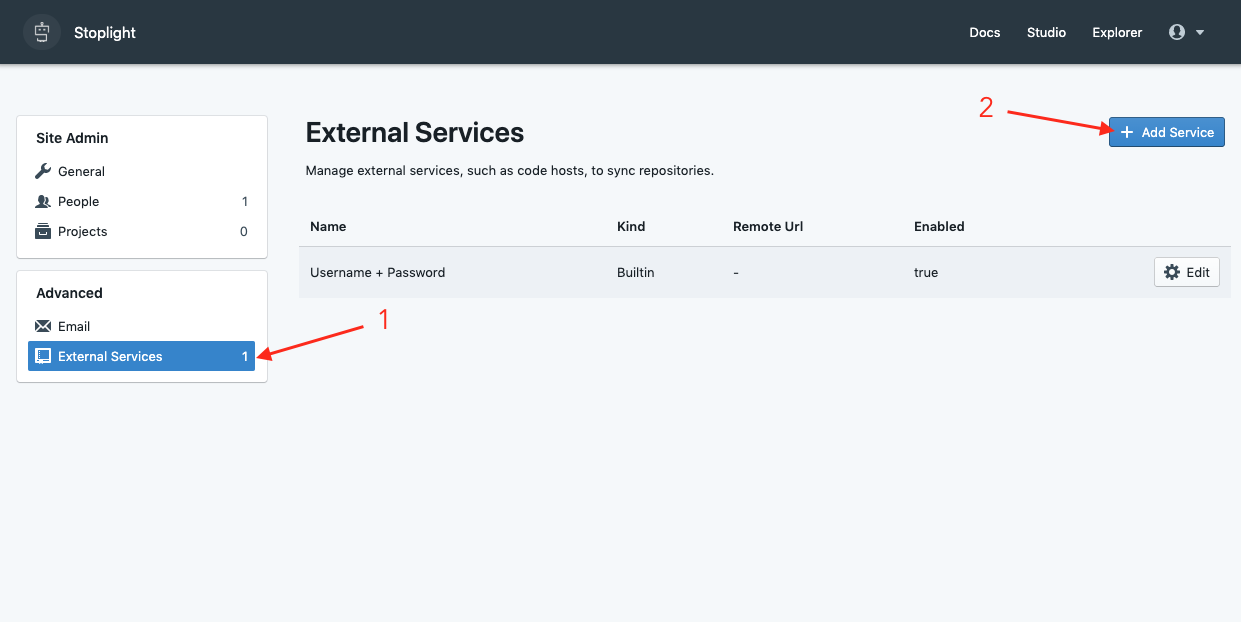 Stoplight
Docs Studio Explorer
2
Site Admin
General
People 1
Projects 0
Advanced
Email
External Services 1
1
External Services
+ Add Service
Manage external services, such as code hosts, to sync repositories.
Name Kind Remote Url Enabled
Username + Password Builtin - true Edit